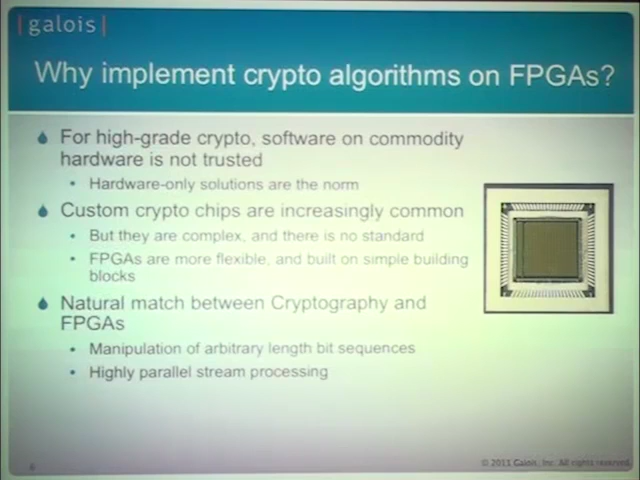 |galois|
Why implement crypto algorithms on FPGAs?
For high-grade crypto, software on commodity
hardware is not trusted
• Hardware-only solutions are the norm
Custom crypto chips are increasingly common
• But they are complex, and there is no standard
• FPGAs are more flexible, and built on simple building
blocks
Natural match between Cryptography and
FPGAs
• Manipulation of arbitrary length bit sequences
• Highly parallel stream processing
© 2011 Galois, Inc. All rights reserved.